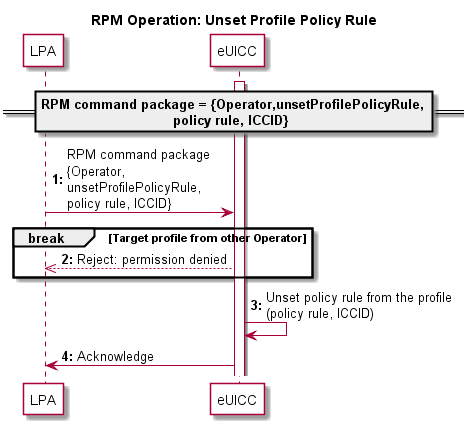 RPM Operation: Unset Profile Policy Rule
LPA
eUICC
RPM command package = {Operator,unsetProfilePolicyRule,
policy rule, ICCID}
RPM command package
{Operator,
1: unsetProfilePolicyRule,
policy rule, ICCID}
break [Target profile from other Operator]
2: Reject: permission denied
3: Unset policy rule from the profile
(policy rule, ICCID)
4: Acknowledge
LPA
eUICC